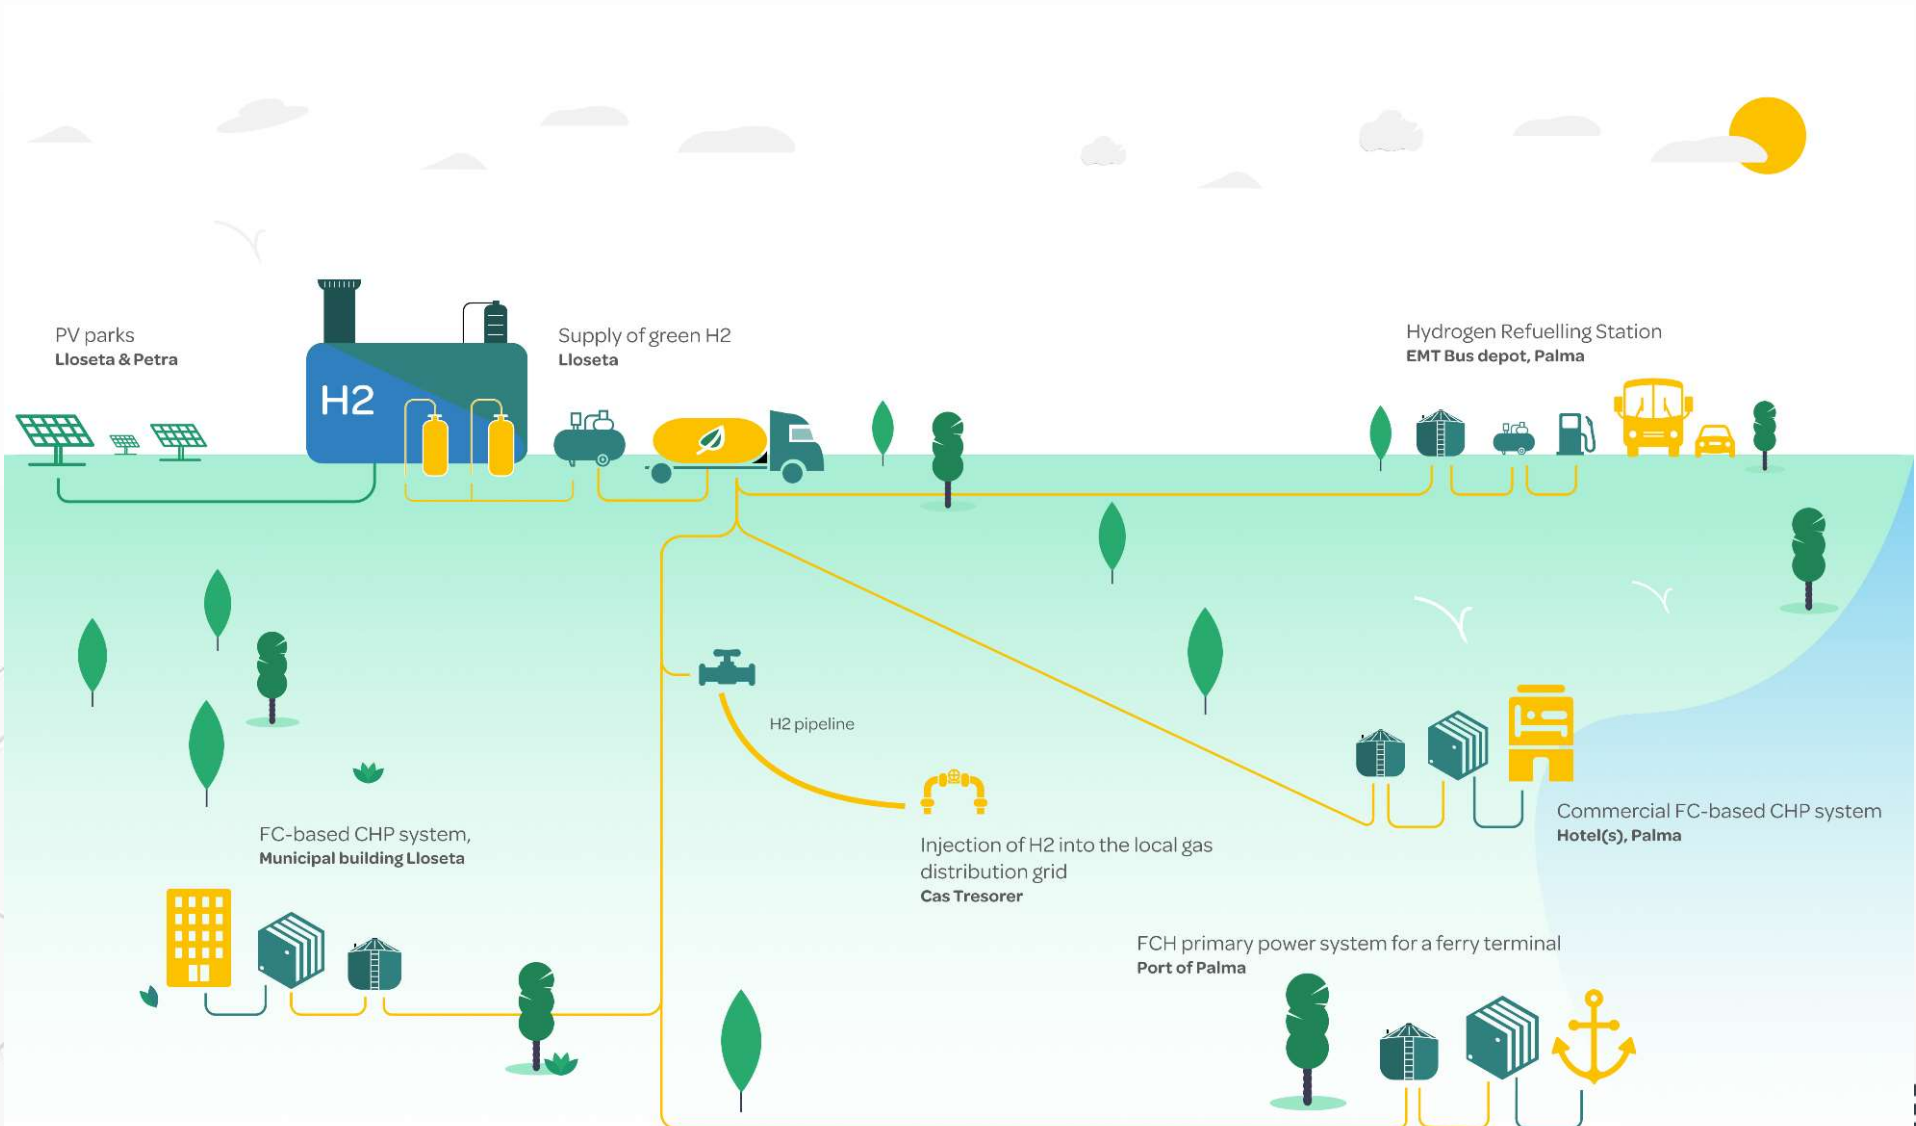 PV parks
Lloseta & Petra
H2
Supply of green H2
Lloseta
Hydrogen Refuelling Station
EMT Bus depot, Palma
H2 pipeline
Injection of H2 into the local gas
distribution grid
Cas Tresorer
Commercial FC-based CHP system
Hotel(s), Palma
FC-based CHP system,
Municipal building Lloseta
FCH primary power system for a ferry terminal
Port of Palma